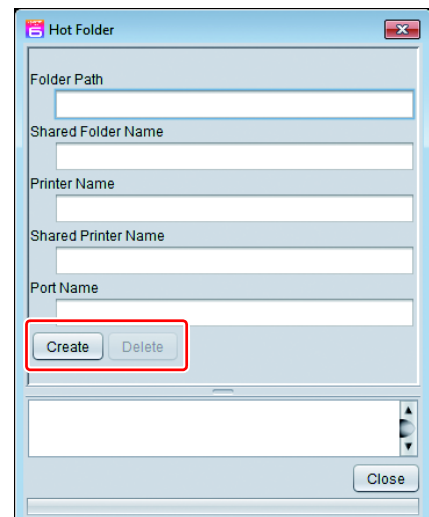 Hot Folder
Folder Path
Shared Folder Name
Printer Name
Shared Printer Name
Port Name
Create Delete
Close